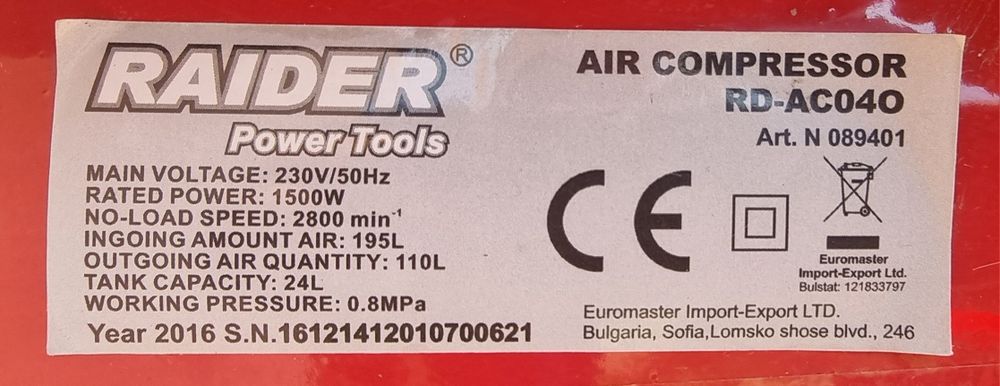 RAIDER®
Power Tools
MAIN VOLTAGE: 230V/50Hz
RATED POWER: 1500W
NO-LOAD SPEED: 2800 min⁻¹
INGOING AMOUNT AIR: 195L
OUTGOING AIR QUANTITY: 110L
TANK CAPACITY: 24L
WORKING PRESSURE: 0.8MPa
Year 2016 S.N.16121412010700621
AIR COMPRESSOR
RD-AC04O
Art. N 089401
CE
Euromaster
Import-Export Ltd.
Bulstat: 121833797
Euromaster Import-Export LTD.
Bulgaria, Sofia,Lomsko shose blvd., 246